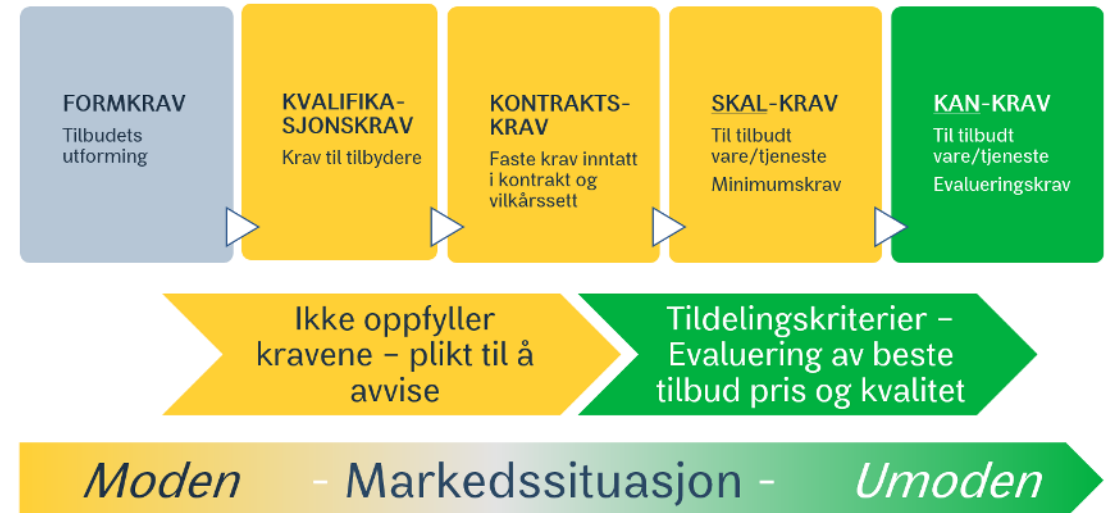 FORMKRAV
Tilbudets
utforming
KVALIFIKA-
SJONSKRAV
Krav til tilbydere
KONTRAKTS-
KRAV
Faste krav inntatt
i kontrakt og
vilkårssett
SKAL-KRAV
Til tilbudt
vare/tjeneste
Minimumskrav
KAN-KRAV
Til tilbudt
vare/tjeneste
Evalueringskrav
Ikke oppfyller
kravene – plikt til å
avvise
Tildelingskriterier –
Evaluering av beste
tilbud pris og kvalitet
Moden - Markedssituasjon - Umoden